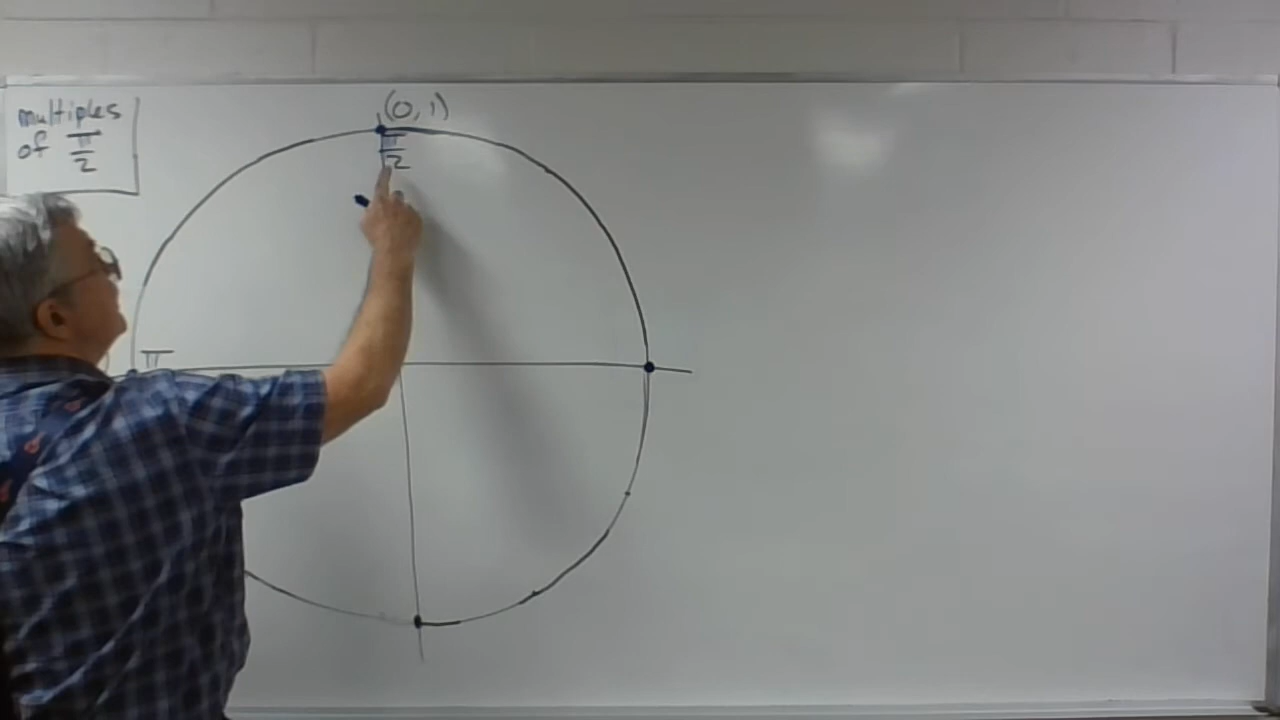 multiples
of π/2
(0, 1)
π/2
π